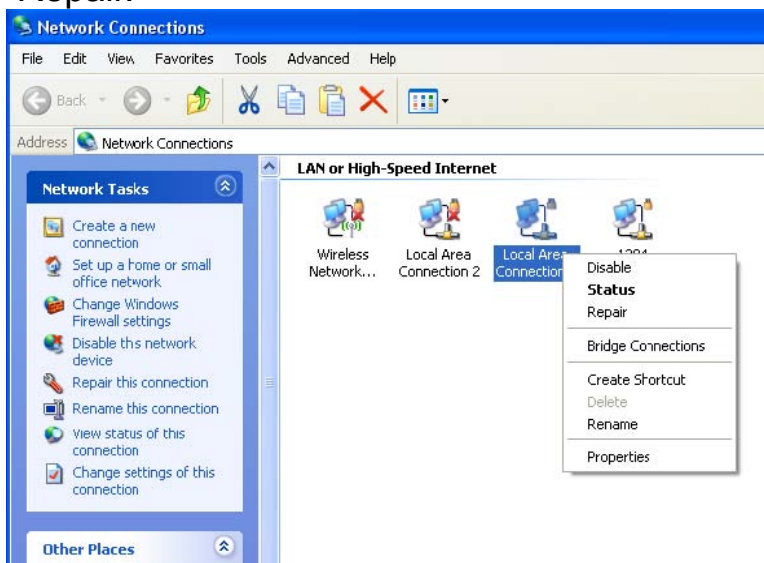 Repair
Network Connections
File Edit View Favorites Tools Advanced Help
Back
Address Network Connections
LAN or High-Speed Internet
Network Tasks
Create a new
connection
Set up a home or small
office network
Change Windows
Firewall settings
Disable this network
device
Repair this connection
Rename this connection
View status of this
connection
Change settings of this
connection
Other Places
Wireless
Network...
Local Area
Connection 2
Local Area
Connection
1394
Disable
Status
Repair
Bridge Connections
Create Shortcut
Delete
Rename
Properties